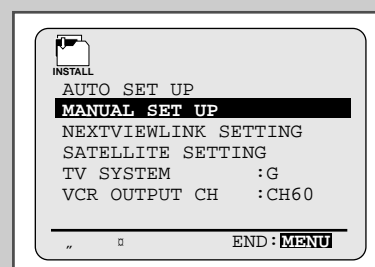 INSTALL
AUTO SET UP
MANUAL SET UP
NEXTVIEWLINK SETTING
SATELLITE SETTING
TV SYSTEM :G
VCR OUTPUT CH :CH60
„ ¤ END:MENU